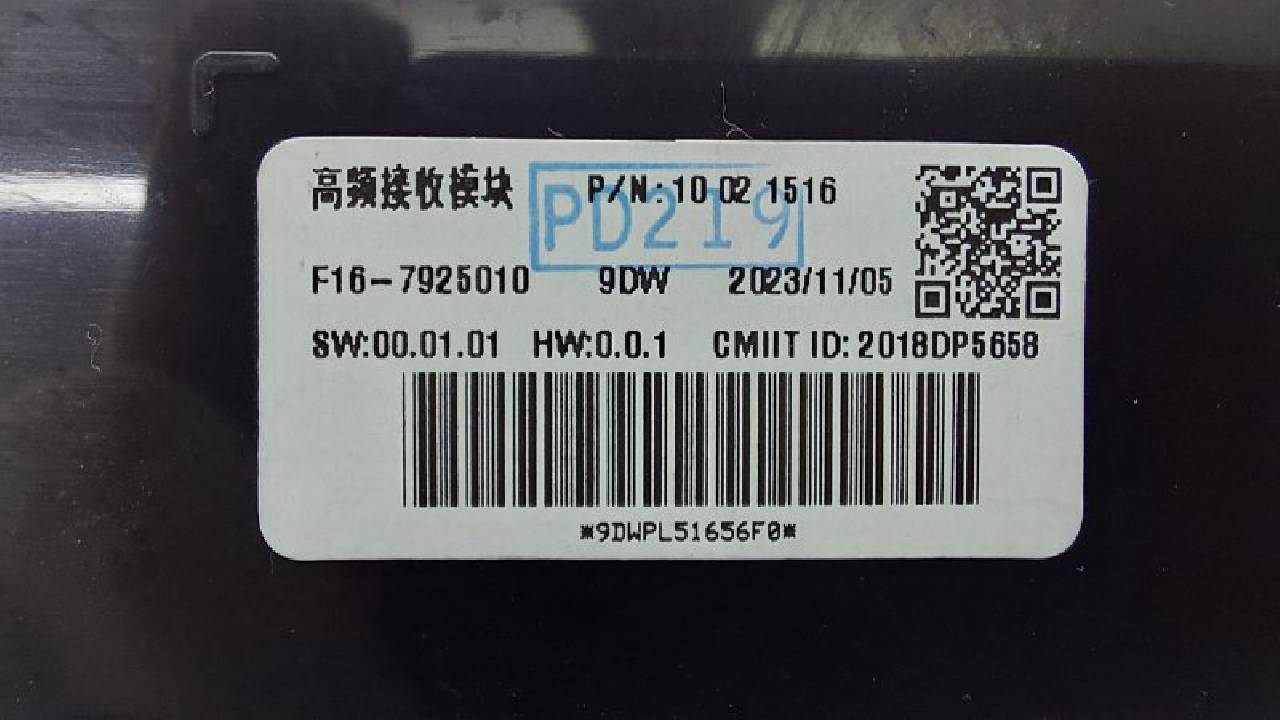 高频接收模块 P/N:10 02 1516
PD219
F16-7925010 9DW 2023/11/05
SW:00.01.01 HW:0.0.1 CMIIT ID:2018DP5658
*9DWPL51656F0*